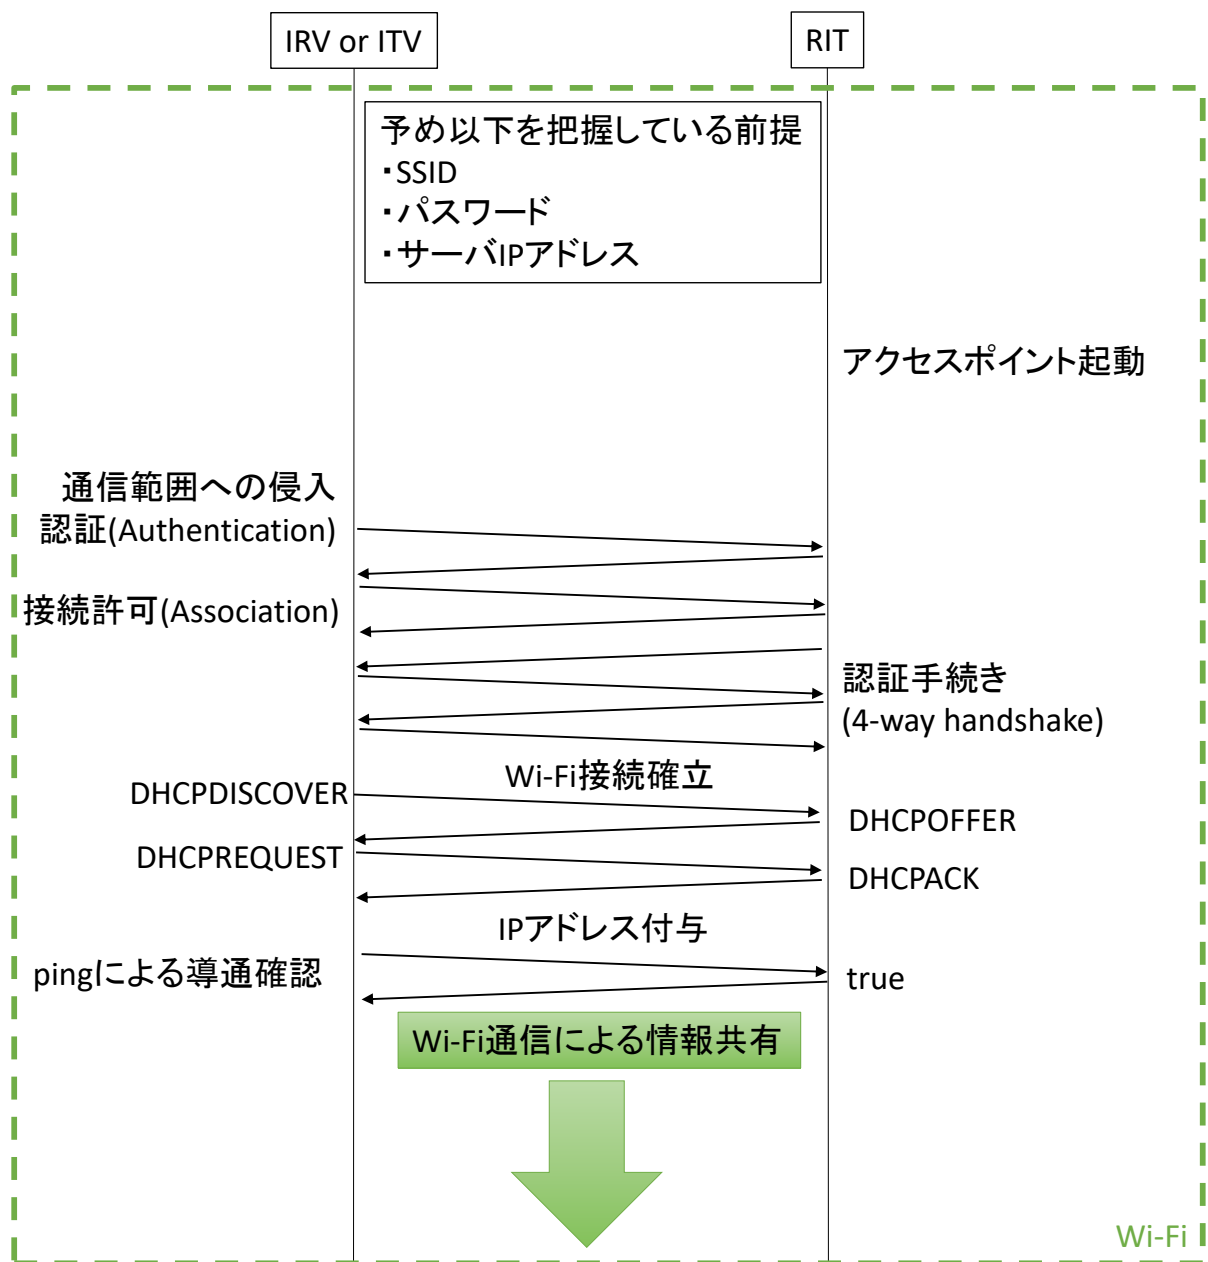 IRV or ITV
RIT
予め以下を把握している前提
・SSID
・パスワード
・サーバIPアドレス
アクセスポイント起動
通信範囲への侵入
認証(Authentication)
接続許可(Association)
認証手続き
(4-way handshake)
Wi-Fi接続確立
DHCPDISCOVER
DHCPOFFER
DHCPREQUEST
DHCPACK
IPアドレス付与
pingによる導通確認
true
Wi-Fi通信による情報共有
Wi-Fi